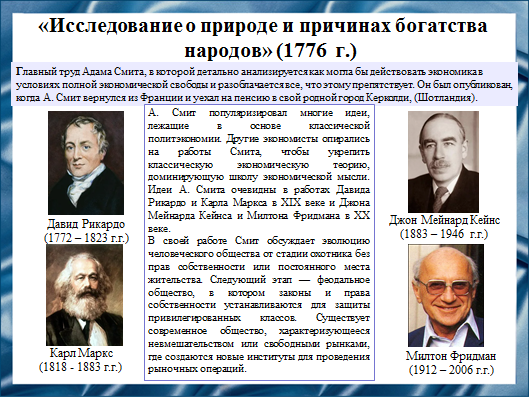 «Исследование о природе и причинах богатства
народов» (1776 г.)
Главный труд Адама Смита, в которой детально анализируется как могла бы действовать экономика в
условиях полной экономической свободы и разоблачается все, что этому препятствует. Он был опубликован,
когда А. Смит вернулся из Франции и уехал на пенсию в свой родной город Керколди, (Шотландия).
А. Смит популяризировал многие идеи,
лежащие в основе классической
политэкономии. Другие экономисты опирались
на работы Смита, чтобы укрепить
классическую экономическую теорию,
доминирующую школу экономической мысли.
Идеи А. Смита очевидны в работах Давида
Рикардо и Карла Маркса в XIX веке и Джона
Мейнарда Кейнса и Милтона Фридмана в XX
веке.
В своей работе Смит обсуждает эволюцию
человеческого общества от стадии охотника без
прав собственности или постоянного места
жительства. Следующий этап — феодальное
общество, в котором законы и права
собственности устанавливаются для защиты
привилегированных классов. Существует
современное общество, характеризующееся
невмешательством или свободными рынками,
где создаются новые институты для проведения
рыночных операций.
Давид Рикардо
(1772 – 1823 г.г.)
Карл Маркс
(1818 - 1883 г.г.)
Джон Мейнард Кейнс
(1883 – 1946 г.г.)
Милтон Фридман
(1912 – 2006 г.г.)